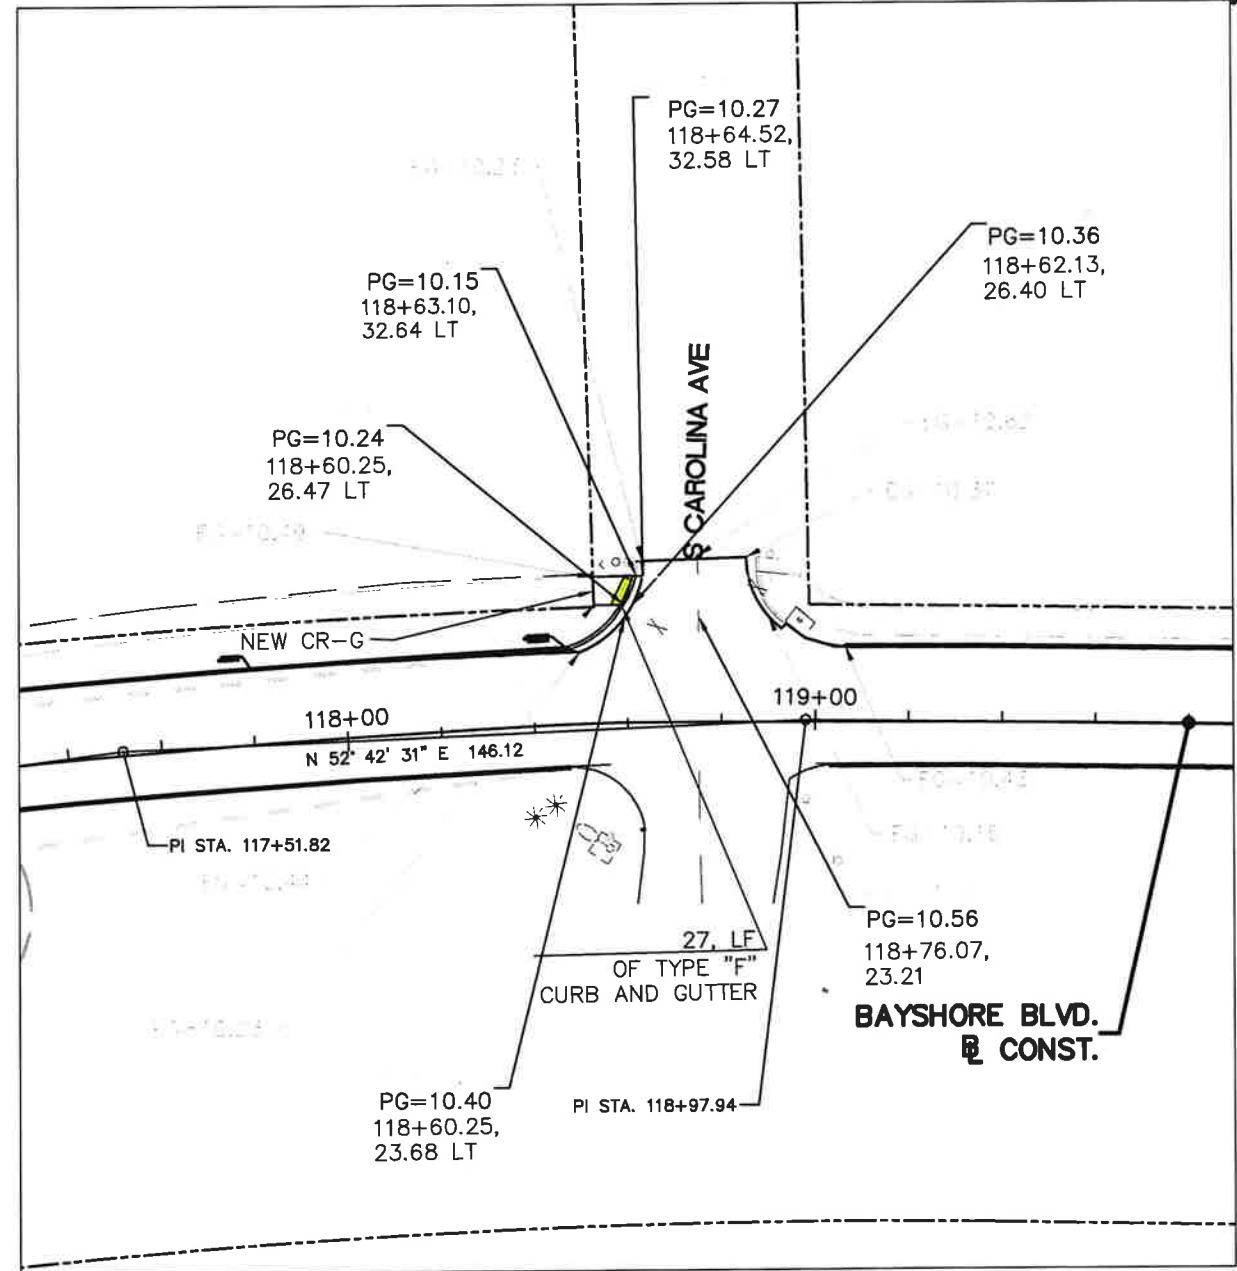 PG=10.27
118+64.52,
32.58 LT
PG=10.36
118+62.13,
26.40 LT
PG=10.15
118+63.10,
32.64 LT
S CAROLINA AVE
PG=10.24
118+60.25,
26.47 LT
NEW CR-G
118+00
119+00
N 52° 42' 31" E 146.12
PI STA. 117+51.82
PG=10.56
118+76.07,
23.21
27, LF
OF TYPE "F"
CURB AND GUTTER
BAYSHORE BLVD.
BL CONST.
PG=10.40
118+60.25,
23.68 LT
PI STA. 118+97.94